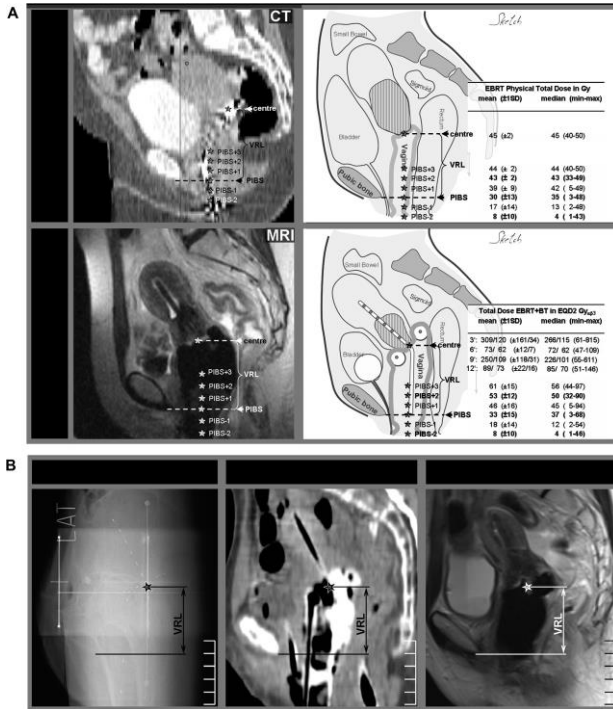 A
CT
centre
VRL
PIBS+3
PIBS+2
PIBS+1
PIBS
PIBS-1
PIBS-2
Sketch
Small Bowel
Sigmoid
Rectum
Bladder
Vagina
Pubic bone
centre
VRL
PIBS+3
PIBS+2
PIBS+1
PIBS
PIBS-1
PIBS-2
EBRT Physical Total Dose in Gy
mean (±1SD) median (min-max)
45 (±2) 45 (40-50)
44 (± 2) 44 (40-50)
43 (± 2) 43 (33-46)
39 (± 9) 42 ( 5-49)
30 (±13) 35 ( 3-48)
17 (±14) 13 ( 2-48)
8 (±10) 4 ( 1-43)
MRI
centre
VRL
PIBS+3
PIBS+2
PIBS+1
PIBS
PIBS-1
PIBS-2
Sketch
Small Bowel
Sigmoid
Rectum
Bladder
Vagina
Pubic bone
centre
VRL
PIBS+3
PIBS+2
PIBS+1
PIBS
PIBS-1
PIBS-2
Total Dose EBRT+BT in EQD2 Gyαβ3
mean (±1SD) median (min-max)
3': 309/120 (±161/34) 266/115 (61-815)
6': 73/ 62 (±12/7) 72/ 62 (47-109)
9': 250/109 (±118/31) 226/101 (55-611)
12': 89/ 73 (±22/16) 85/ 70 (51-146)
61 (±15) 56 (44-97)
53 (±12) 50 (32-90)
46 (±16) 45 ( 5-94)
33 (±15) 37 ( 3-68)
18 (±14) 12 ( 2-54)
8 (±10) 4 ( 1-46)
B
LAT
VRL
VRL
VRL